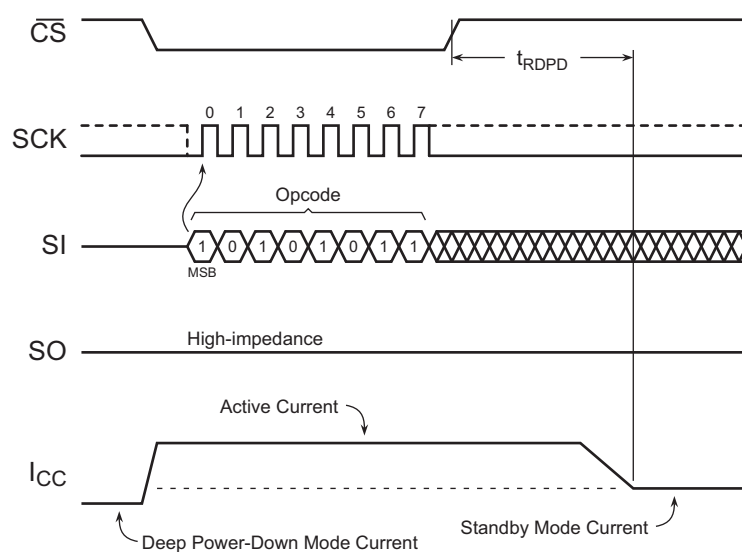 CS
tRDPD
SCK
0 1 2 3 4 5 6 7
Opcode
SI
1 0 1 0 1 0 1 1
MSB
High-impedance
SO
Active Current
ICC
Deep Power-Down Mode Current
Standby Mode Current